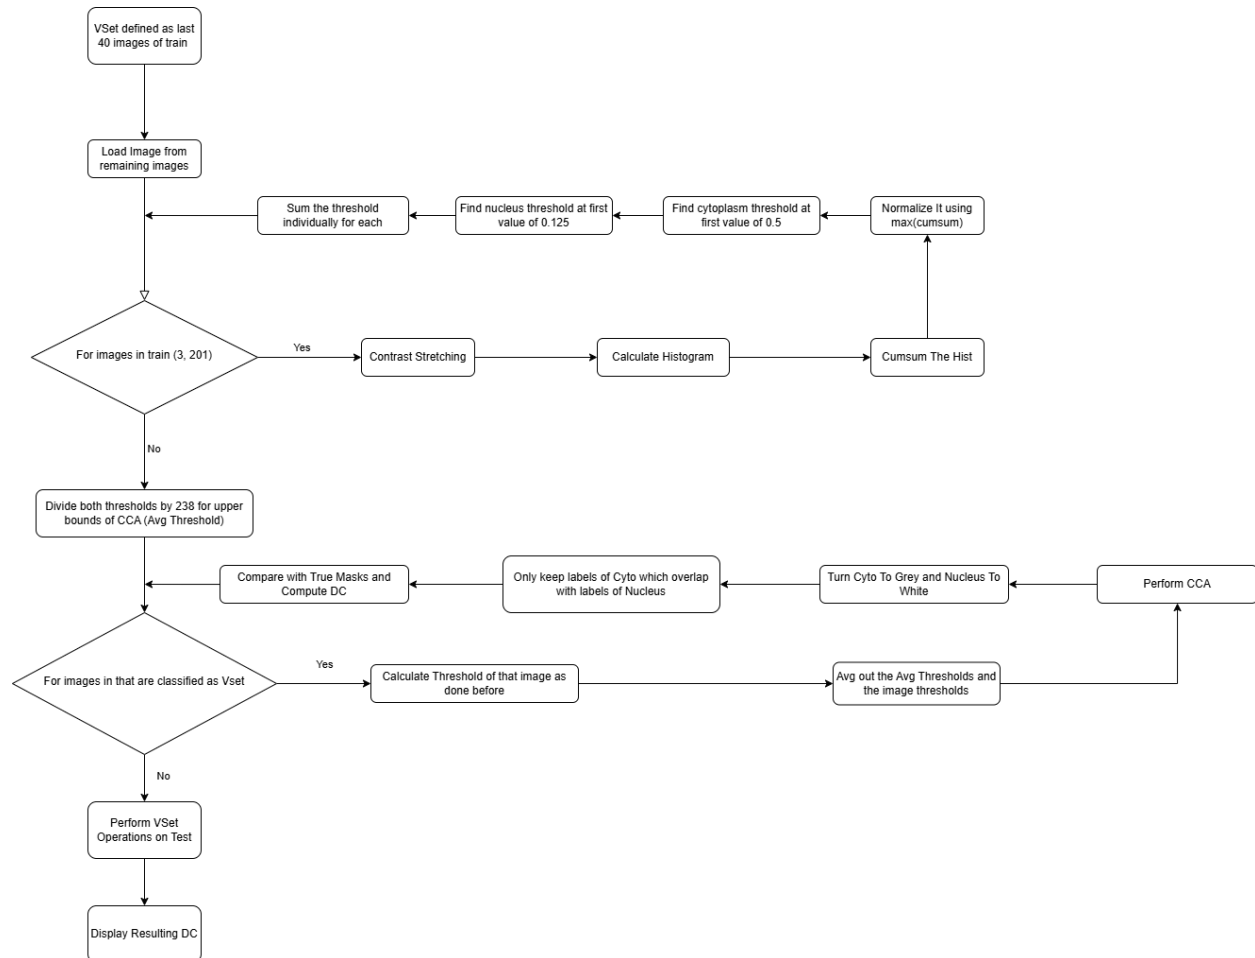 VSet defined as last
40 images of train
Load Image from
remaining images
Sum the threshold
individually for each
Find nucleus threshold at first
value of 0.125
Find cytoplasm threshold at
first value of 0.5
Normalize It using
max(cumsum)
For images in train (3, 201)
Yes
Contrast Stretching
Calculate Histogram
Cumsum The Hist
No
Divide both thresholds by 238 for upper
bounds of CCA (Avg Threshold)
Compare with True Masks and
Compute DC
Only keep labels of Cyto which overlap
with labels of Nucleus
Turn Cyto To Grey and Nucleus To
White
Perform CCA
For images in that are classified as Vset
Yes
Calculate Threshold of that image as
done before
Avg out the Avg Thresholds and
the image thresholds
No
Perform VSet
Operations on Test
Display Resulting DC